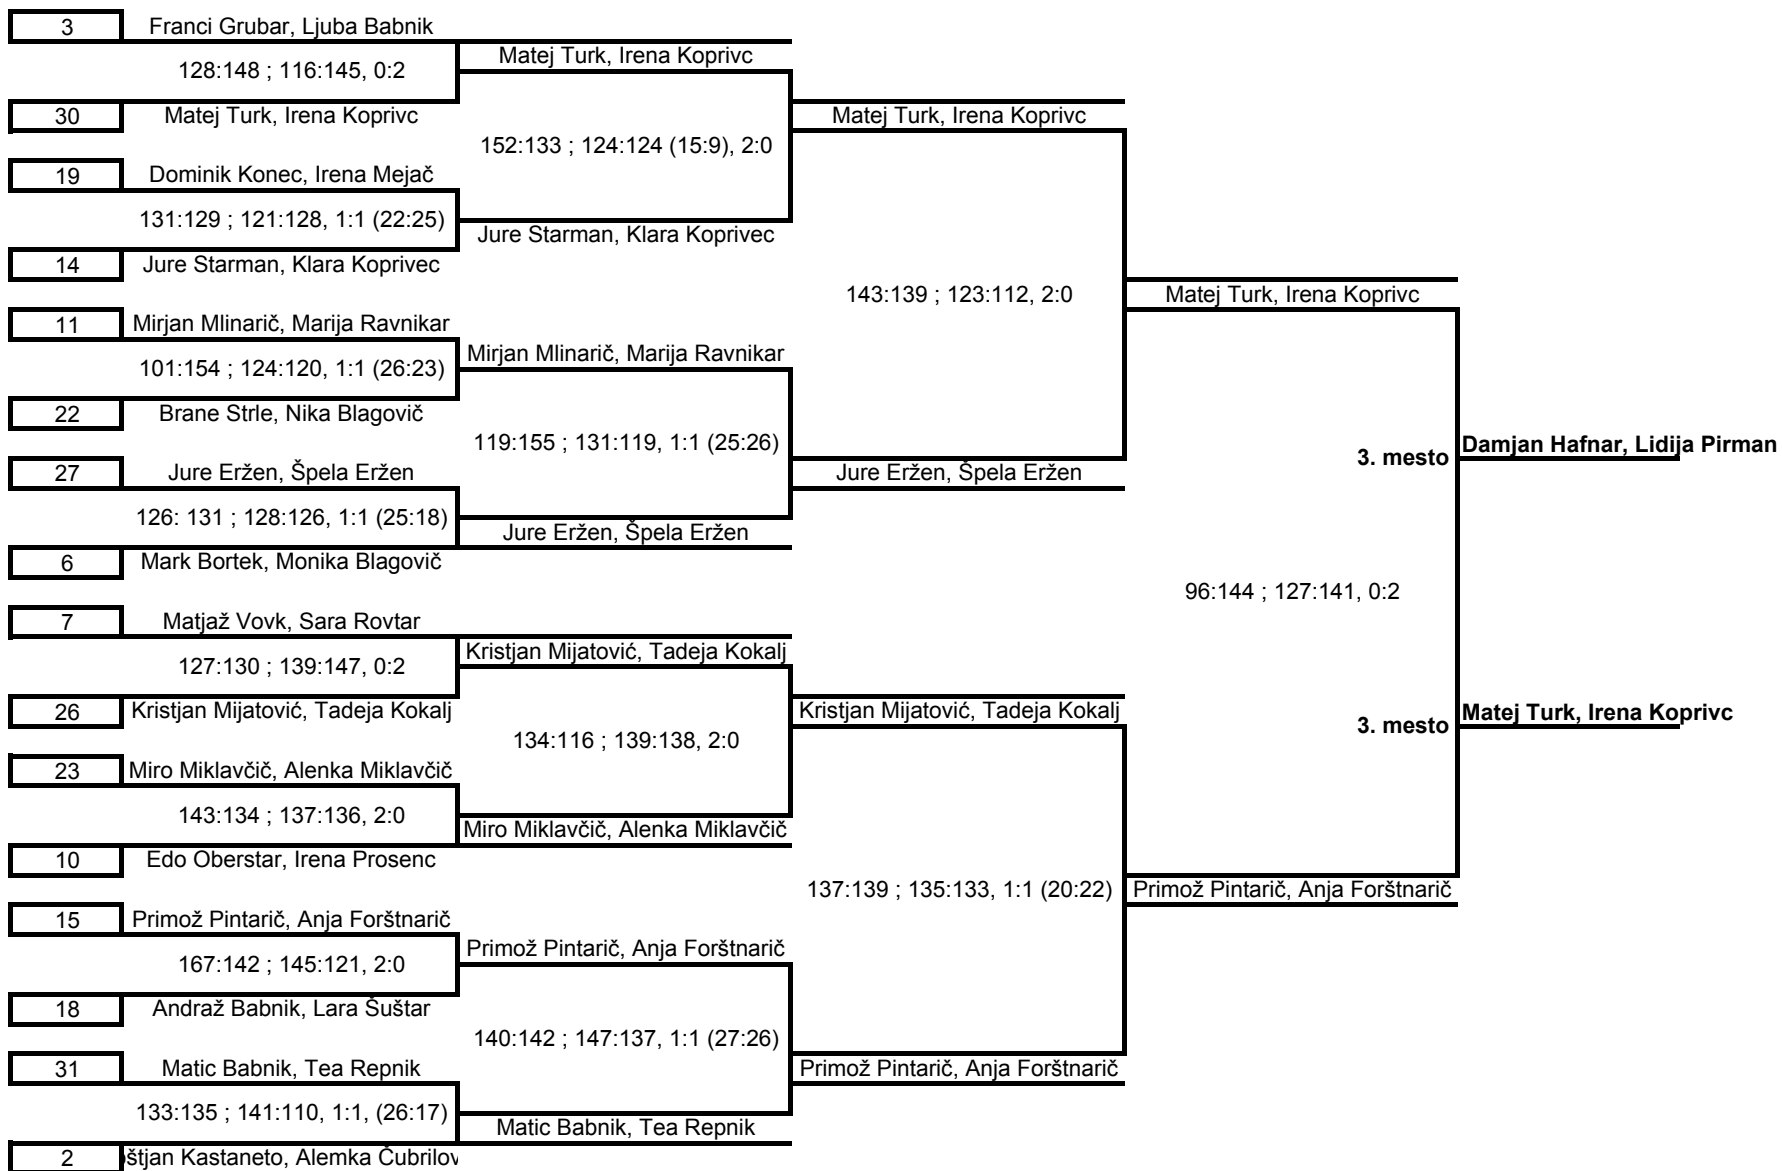 3 Franci Grubar, Ljuba Babnik
128:148 ; 116:145, 0:2
30 Matej Turk, Irena Koprivc
19 Dominik Konec, Irena Mejač
131:129 ; 121:128, 1:1 (22:25)
14 Jure Starman, Klara Koprivec
11 Mirjan Mlinarič, Marija Ravnikar
101:154 ; 124:120, 1:1 (26:23)
22 Brane Strle, Nika Blagovič
27 Jure Eržen, Špela Eržen
126: 131 ; 128:126, 1:1 (25:18)
6 Mark Bortek, Monika Blagovič
7 Matjaž Vovk, Sara Rovtar
127:130 ; 139:147, 0:2
26 Kristjan Mijatović, Tadeja Kokalj
23 Miro Miklavčič, Alenka Miklavčič
143:134 ; 137:136, 2:0
10 Edo Oberstar, Irena Prosenc
15 Primož Pintarič, Anja Forštnarič
167:142 ; 145:121, 2:0
18 Andraž Babnik, Lara Šuštar
31 Matic Babnik, Tea Repnik
133:135 ; 141:110, 1:1, (26:17)
2 oštjan Kastaneto, Alemka Čubrilov
Matej Turk, Irena Koprivc
152:133 ; 124:124 (15:9), 2:0
Jure Starman, Klara Koprivec
Mirjan Mlinarič, Marija Ravnikar
119:155 ; 131:119, 1:1 (25:26)
Jure Eržen, Špela Eržen
Kristjan Mijatović, Tadeja Kokalj
134:116 ; 139:138, 2:0
Miro Miklavčič, Alenka Miklavčič
Primož Pintarič, Anja Forštnarič
140:142 ; 147:137, 1:1 (27:26)
Matic Babnik, Tea Repnik
Matej Turk, Irena Koprivc
143:139 ; 123:112, 2:0
Jure Eržen, Špela Eržen
Kristjan Mijatović, Tadeja Kokalj
137:139 ; 135:133, 1:1 (20:22)
Primož Pintarič, Anja Forštnarič
Matej Turk, Irena Koprivc
96:144 ; 127:141, 0:2
Primož Pintarič, Anja Forštnarič
3. mesto Damjan Hafnar, Lidija Pirman
3. mesto Matej Turk, Irena Koprivc